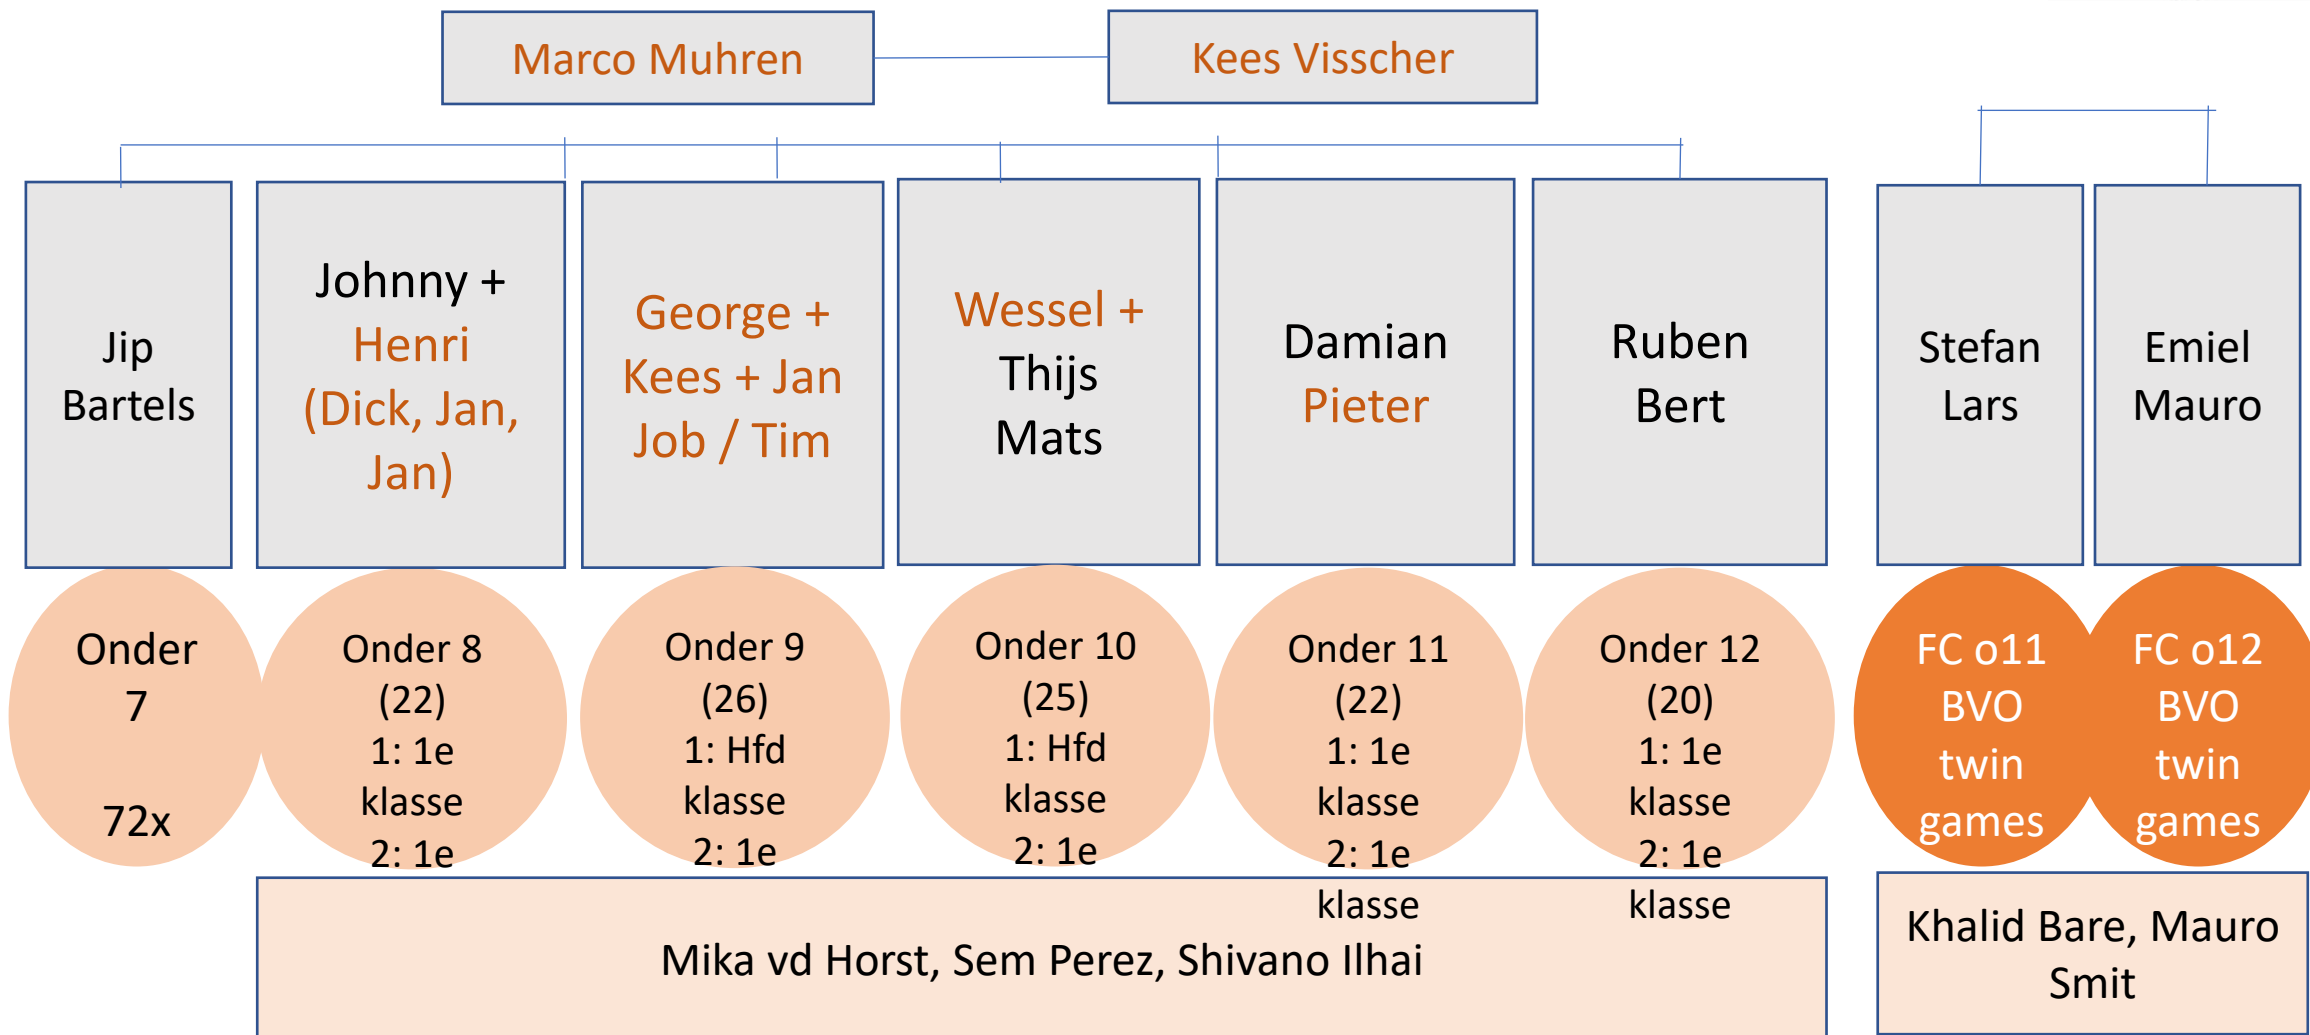 Marco Muhren
Kees Visscher
Jip
Bartels
Johnny +
Henri
(Dick, Jan,
Jan)
George +
Kees + Jan
Job / Tim
Wessel +
Thijs
Mats
Damian
Pieter
Ruben
Bert
Stefan
Lars
Emiel
Mauro
Onder
7
72x
Onder 8
(22)
1: 1e
klasse
2: 1e
Onder 9
(26)
1: Hfd
klasse
2: 1e
Onder 10
(25)
1: Hfd
klasse
2: 1e
Onder 11
(22)
1: 1e
klasse
2: 1e
klasse
Onder 12
(20)
1: 1e
klasse
2: 1e
klasse
FC o11
BVO
twin
games
FC o12
BVO
twin
games
Mika vd Horst, Sem Perez, Shivano Ilhai
Khalid Bare, Mauro
Smit